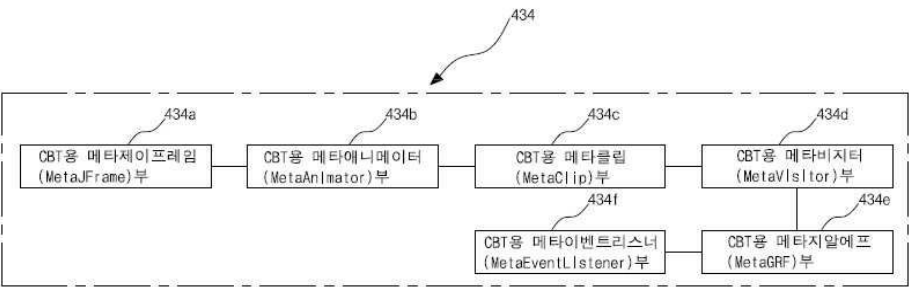 434
434a
434b
434c
434d
CBT용 메타제이프레임
(MetaJFrame)부
CBT용 메타애니메이터
(MetaAnimator)부
CBT용 메타클립
(MetaClip)부
CBT용 메타비지터
(MetaVisitor)부
434f
434e
CBT용 메타이벤트리스너
(MetaEventListener)부
CBT용 메타지알에프
(MetaGRF)부